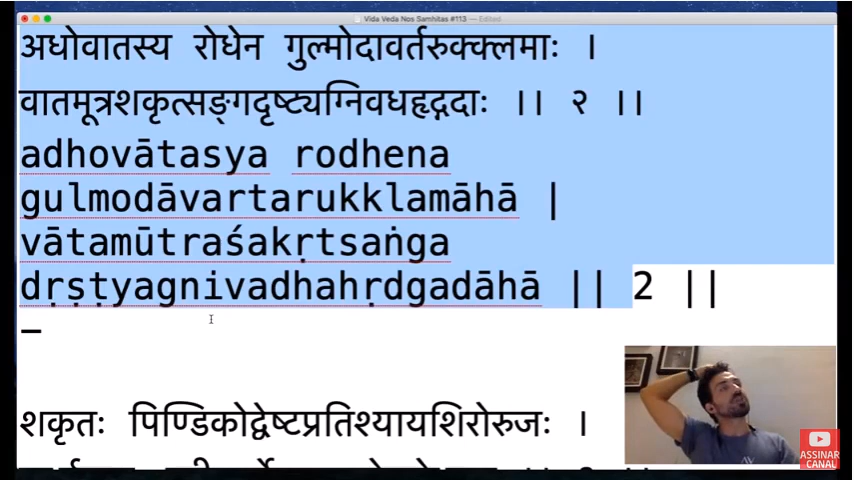 Vida Veda Nos Samhitas #113 — Edited
अधोवातस्य रोधेन गुल्मोदावर्तरुक्क्लमाः ।
वातमूत्रशकृत्सङ्गदृष्ट्यग्निवधहृद्गदाः ।। २ ।।
adhovātasya rodhena
gulmodāvartarukklamāhā |
vātamūtraśakṛtsaṅga
dṛṣṭyagnivadhahṛdgadāhā || 2 ||
–
शकृतः पिण्डिकोद्वेष्टप्रतिश्यायशिरोरुजः ।
ASSINAR
CANAL